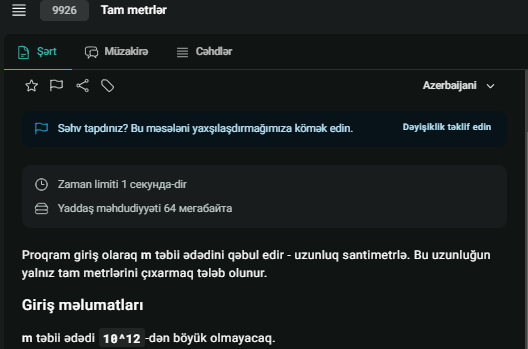 9926 Tam metrlər
Şərt Müzakirə Cəhdlər
Azerbaijani
Səhv tapdınız? Bu məsələni yaxşılaşdırmağımıza kömək edin. Dəyişiklik təklif edin
Zaman limiti 1 секунда-dir
Yaddaş məhdudiyyəti 64 мегабайта
Proqram giriş olaraq m təbii ədədini qəbul edir - uzunluq santimetrlə. Bu uzunluğun
yalnız tam metrlərini çıxarmaq tələb olunur.
Giriş məlumatları
m təbii ədədi 10^12-dən böyük olmayacaq.